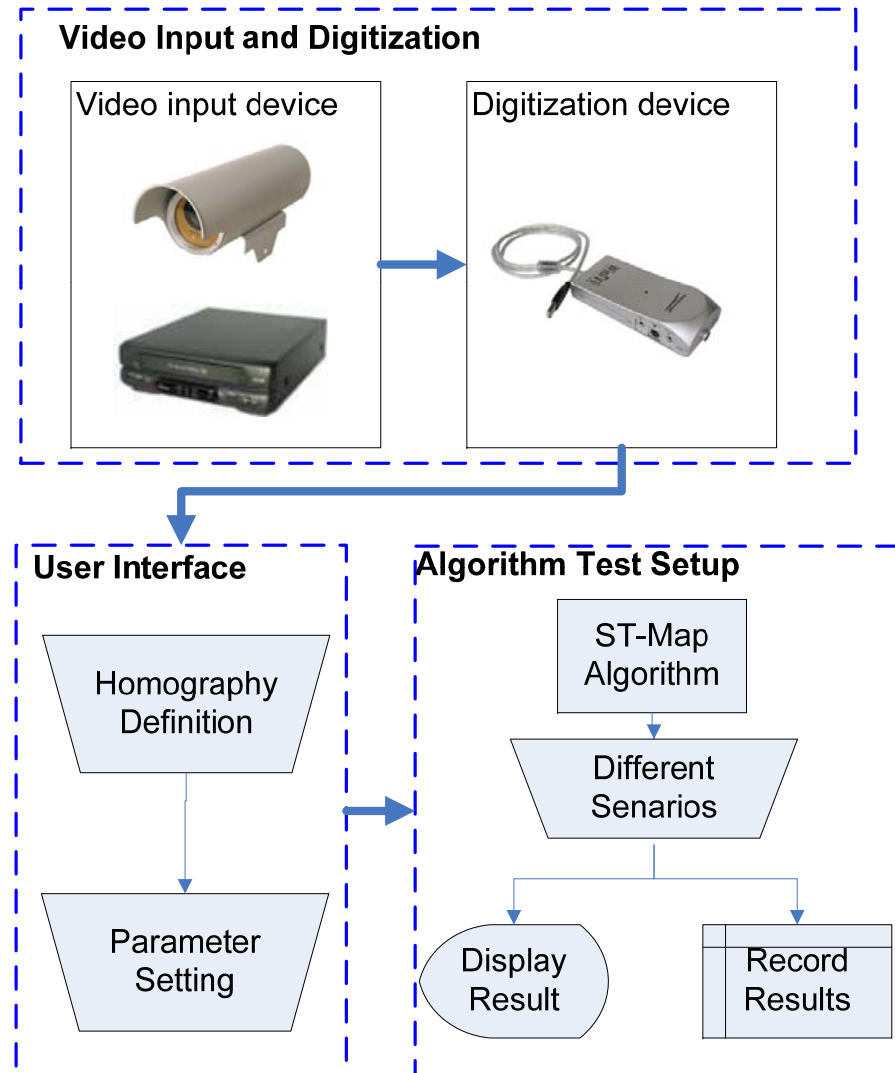 Video Input and Digitization
Video input device
Digitization device
User Interface
Homography
Definition
Parameter
Setting
Algorithm Test Setup
ST-Map
Algorithm
Different
Senarios
Display
Result
Record
Results